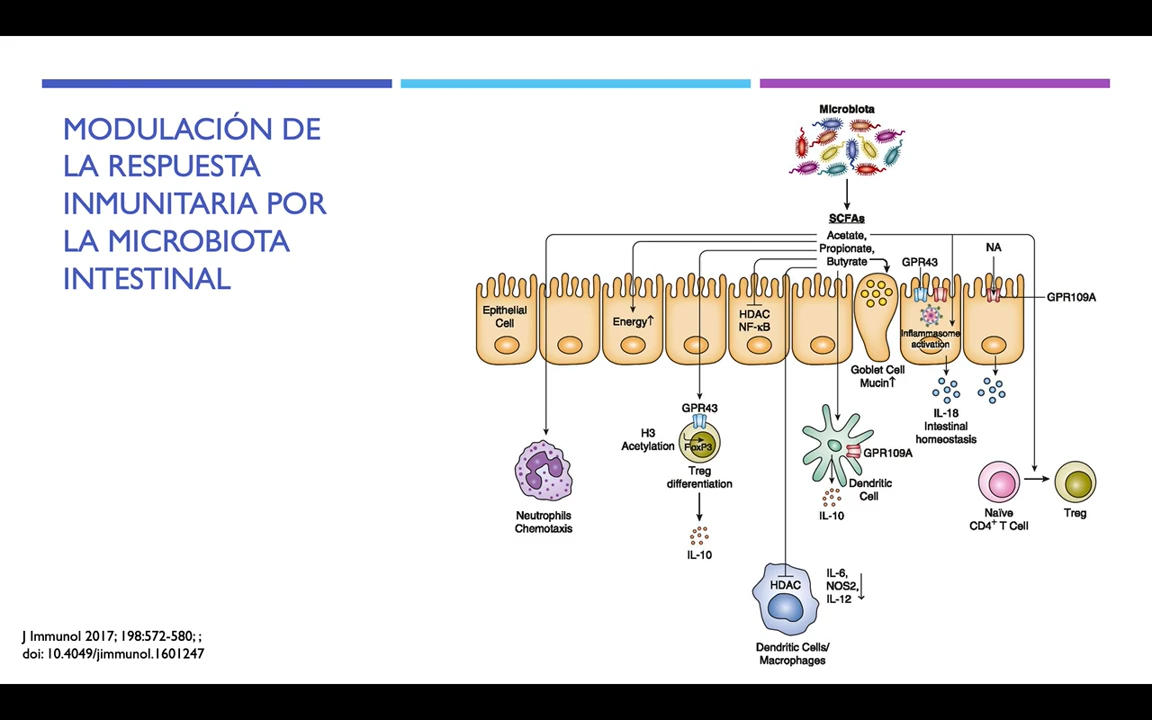 MODULACIÓN DE
LA RESPUESTA
INMUNITARIA POR
LA MICROBIOTA
INTESTINAL
Microbiota
SCFAs
Acetate,
Propionate,
Butyrate
NA
GPR43
GPR109A
Epithelial
Cell
Energy↑
HDAC
NF-κB
Inflammasome
activation
Goblet Cell
Mucin↑
IL-18
Intestinal
homeostasis
GPR43
H3
Acetylation
FoxP3
Treg
differentiation
IL-10
GPR109A
Dendritic
Cell
IL-10
Neutrophils
Chemotaxis
Naïve
CD4⁺ T Cell
Treg
HDAC
IL-6,
NOS2,
IL-12 ↓
Dendritic Cells/
Macrophages
J Immunol 2017; 198:572-580; ;
doi: 10.4049/jimmunol.1601247